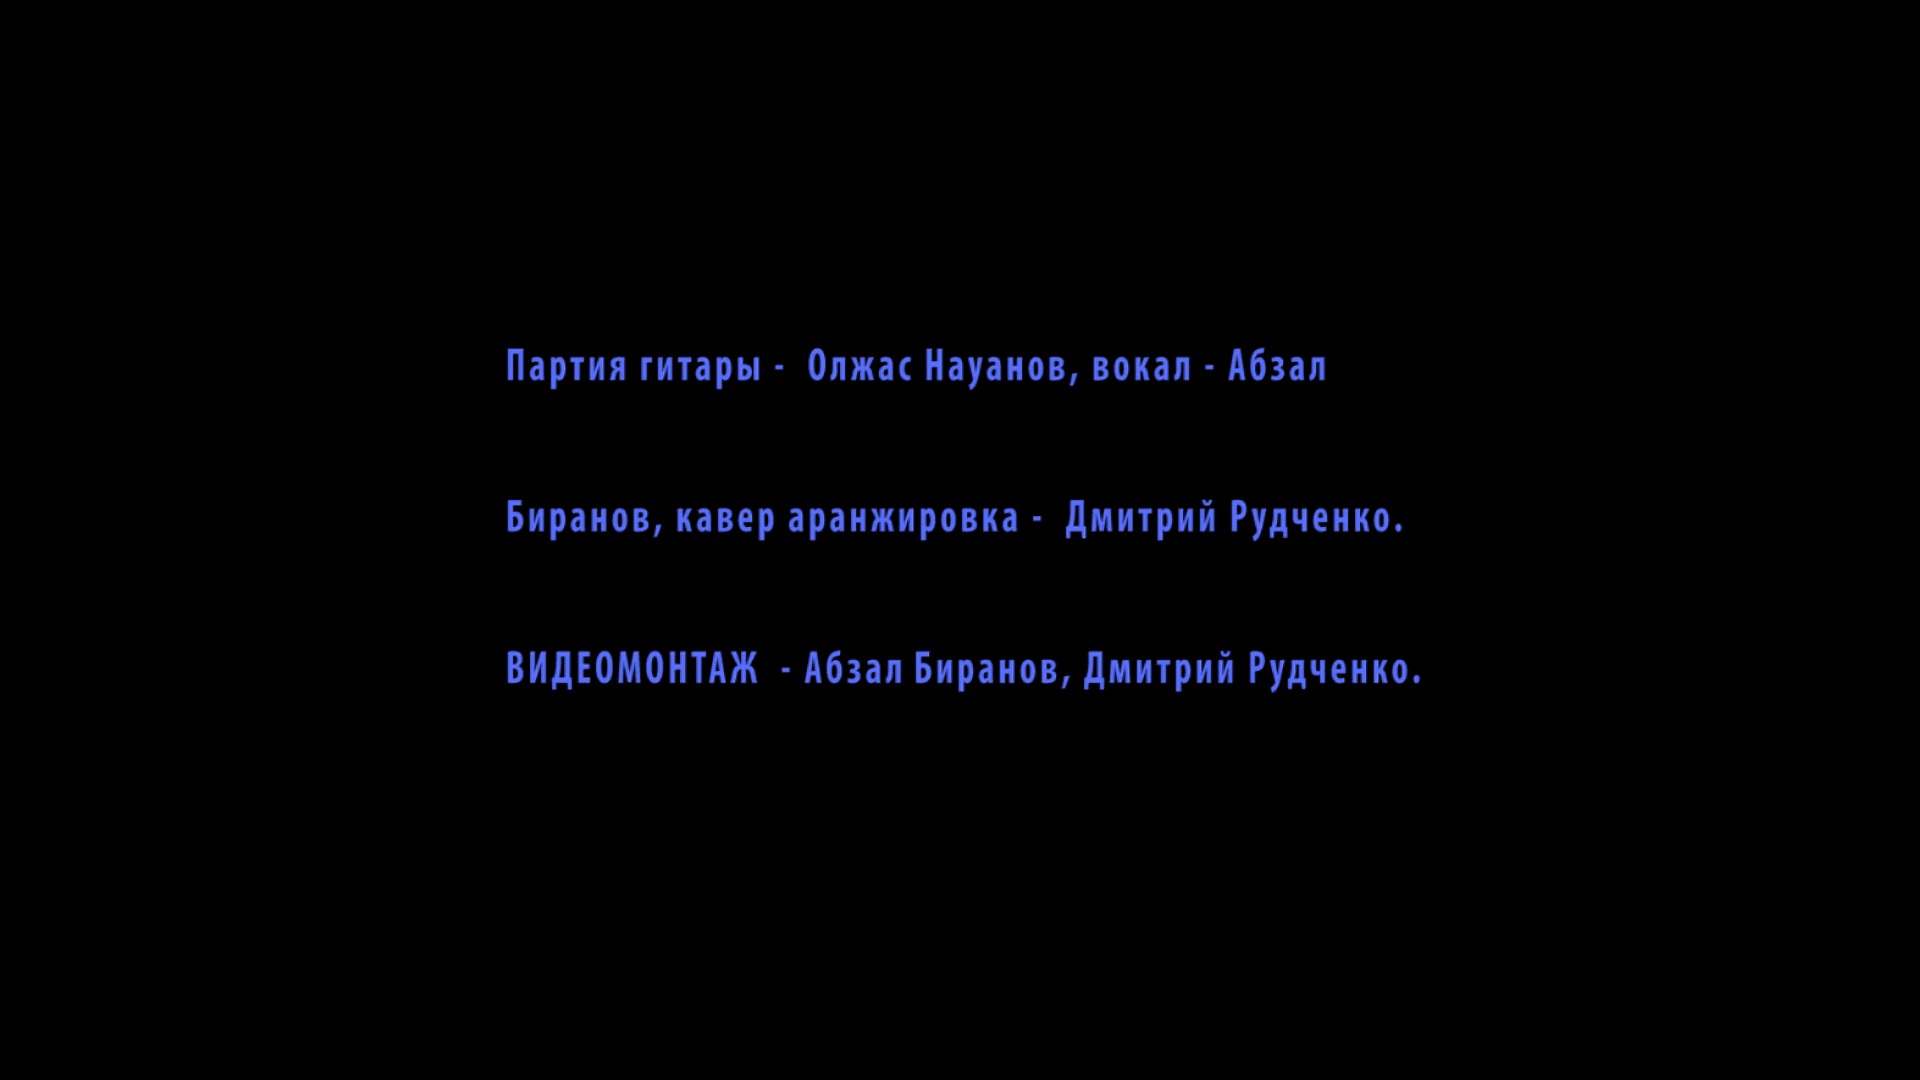 Партия гитары -  Олжас Науанов, вокал - Абзал
Биранов, кавер аранжировка -  Дмитрий Рудченко.
ВИДЕОМОНТАЖ  - Абзал Биранов, Дмитрий Рудченко.